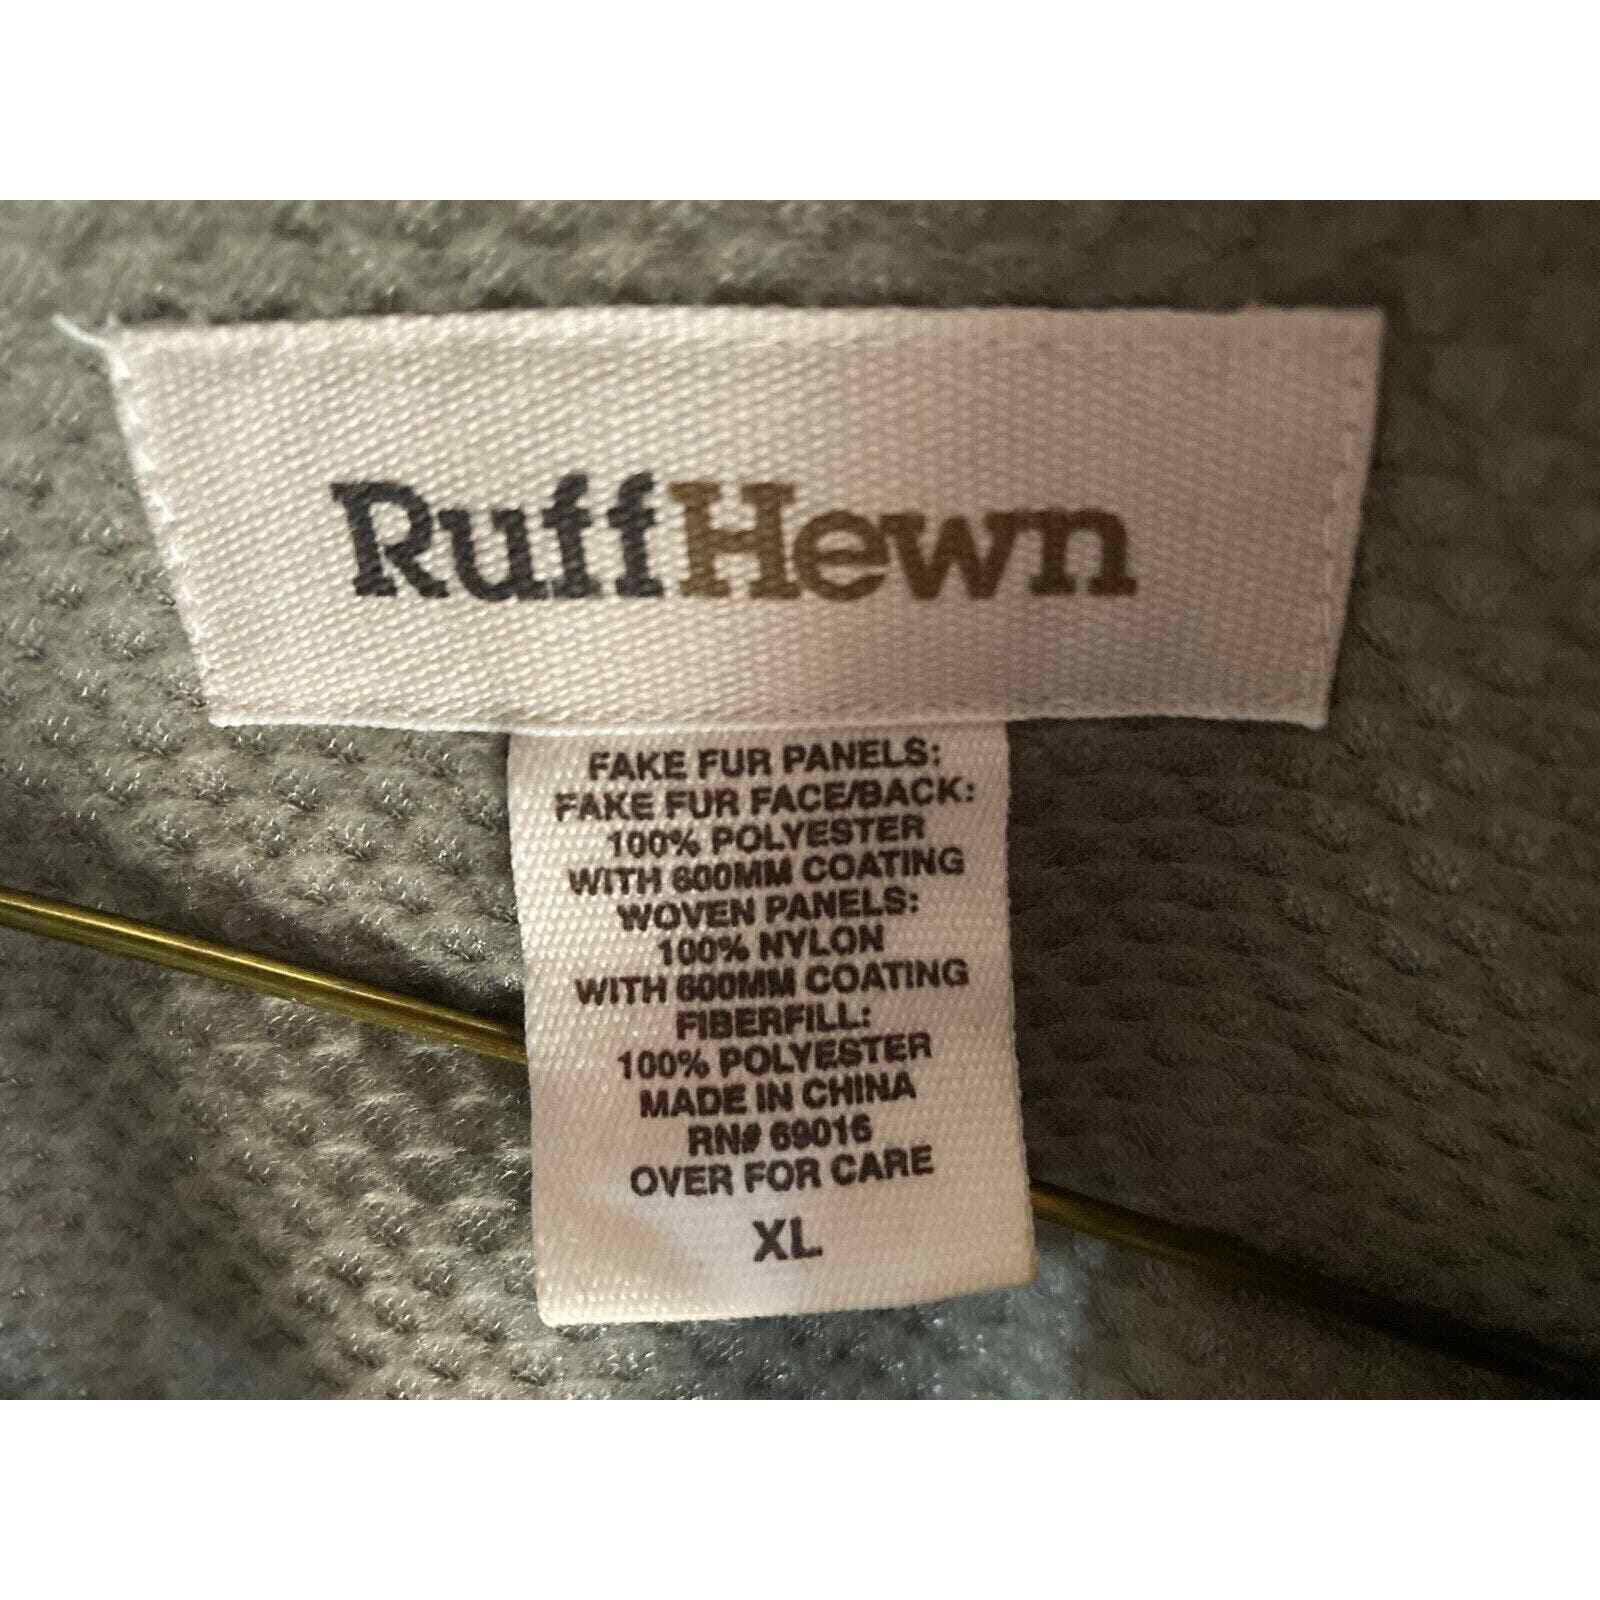 RuffHewn
FAKE FUR PANELS:
FAKE FUR FACE/BACK:
100% POLYESTER
WITH 600MM COATING
WOVEN PANELS:
100% NYLON
WITH 600MM COATING
FIBERFILL:
100% POLYESTER
MADE IN CHINA
RN# 69016
OVER FOR CARE
XL